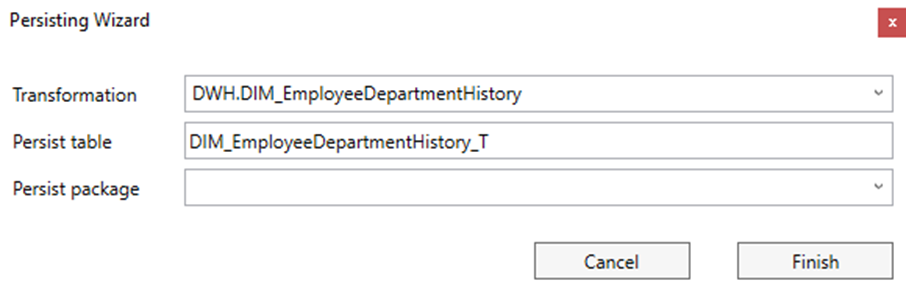 Persisting Wizard
x
Transformation DWH.DIM_EmployeeDepartmentHistory
Persist table DIM_EmployeeDepartmentHistory_T
Persist package
Cancel Finish